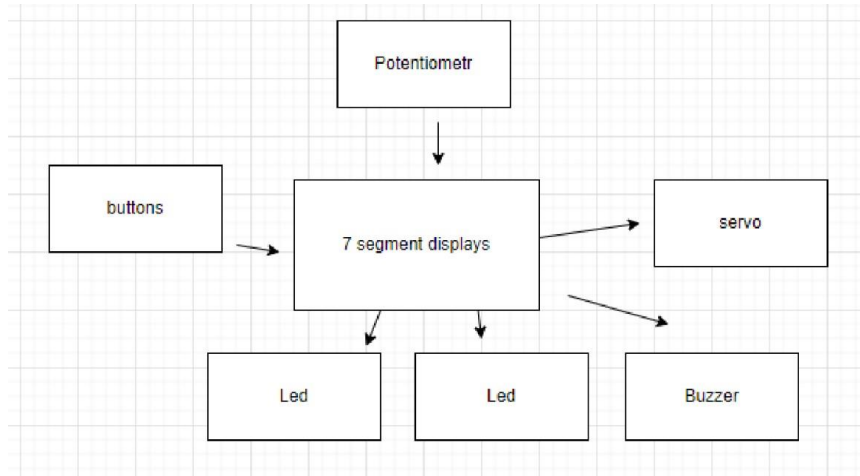 Potentiometr
buttons
7 segment displays
servo
Led
Led
Buzzer